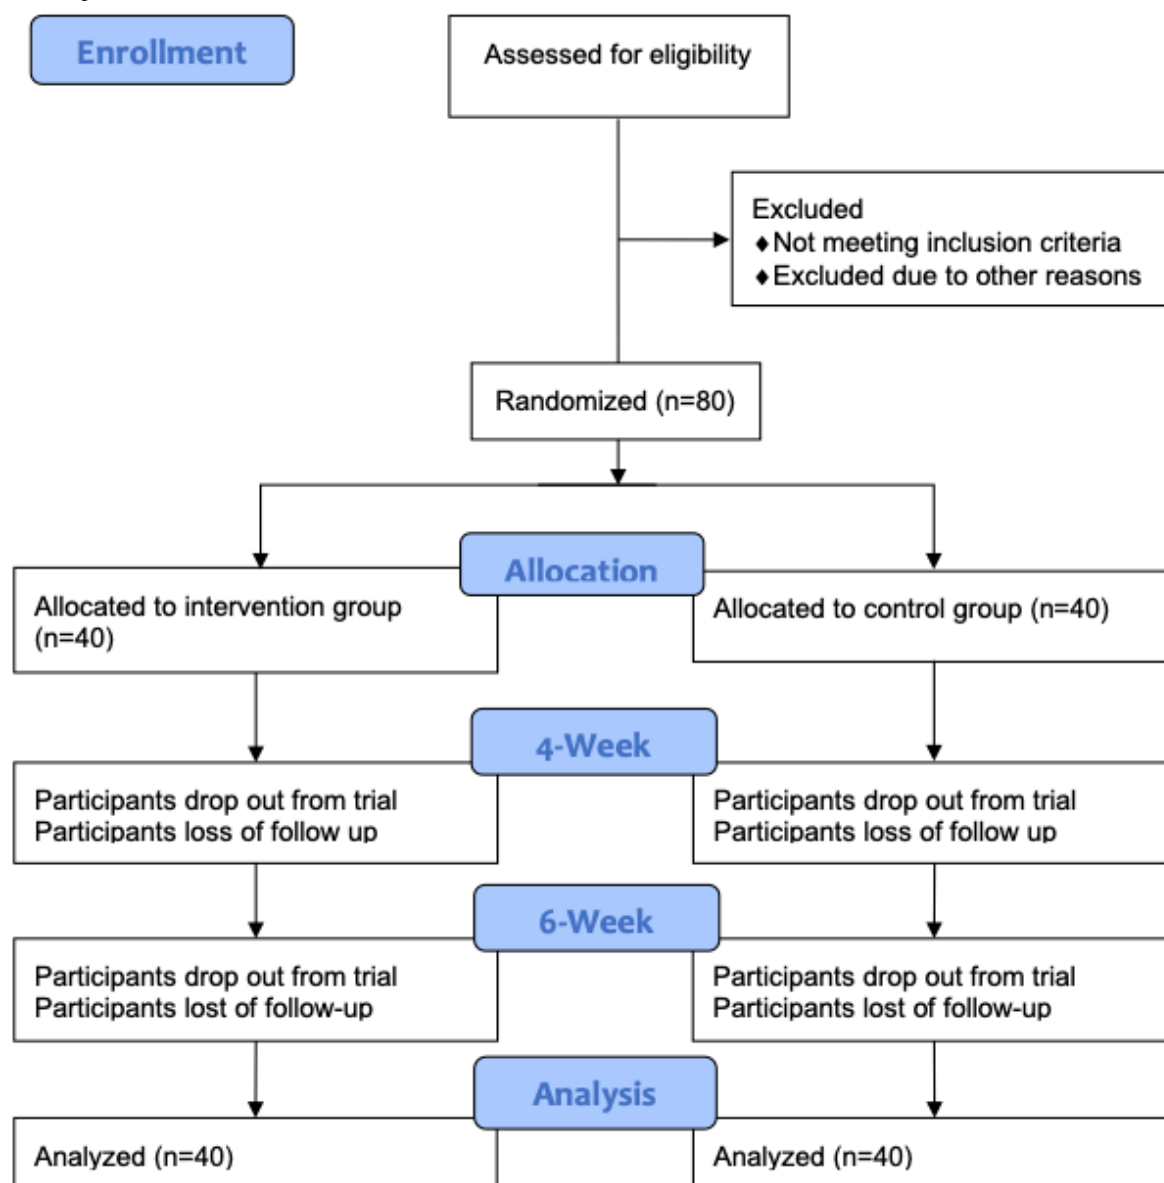 Enrollment
Assessed for eligibility
Excluded
♦Not meeting inclusion criteria
♦Excluded due to other reasons
Randomized (n=80)
Allocation
Allocated to intervention group
(n=40)
Allocated to control group (n=40)
4-Week
Participants drop out from trial
Participants loss of follow up
Participants drop out from trial
Participants loss of follow up
6-Week
Participants drop out from trial
Participants lost of follow-up
Participants drop out from trial
Participants lost of follow-up
Analysis
Analyzed (n=40)
Analyzed (n=40)